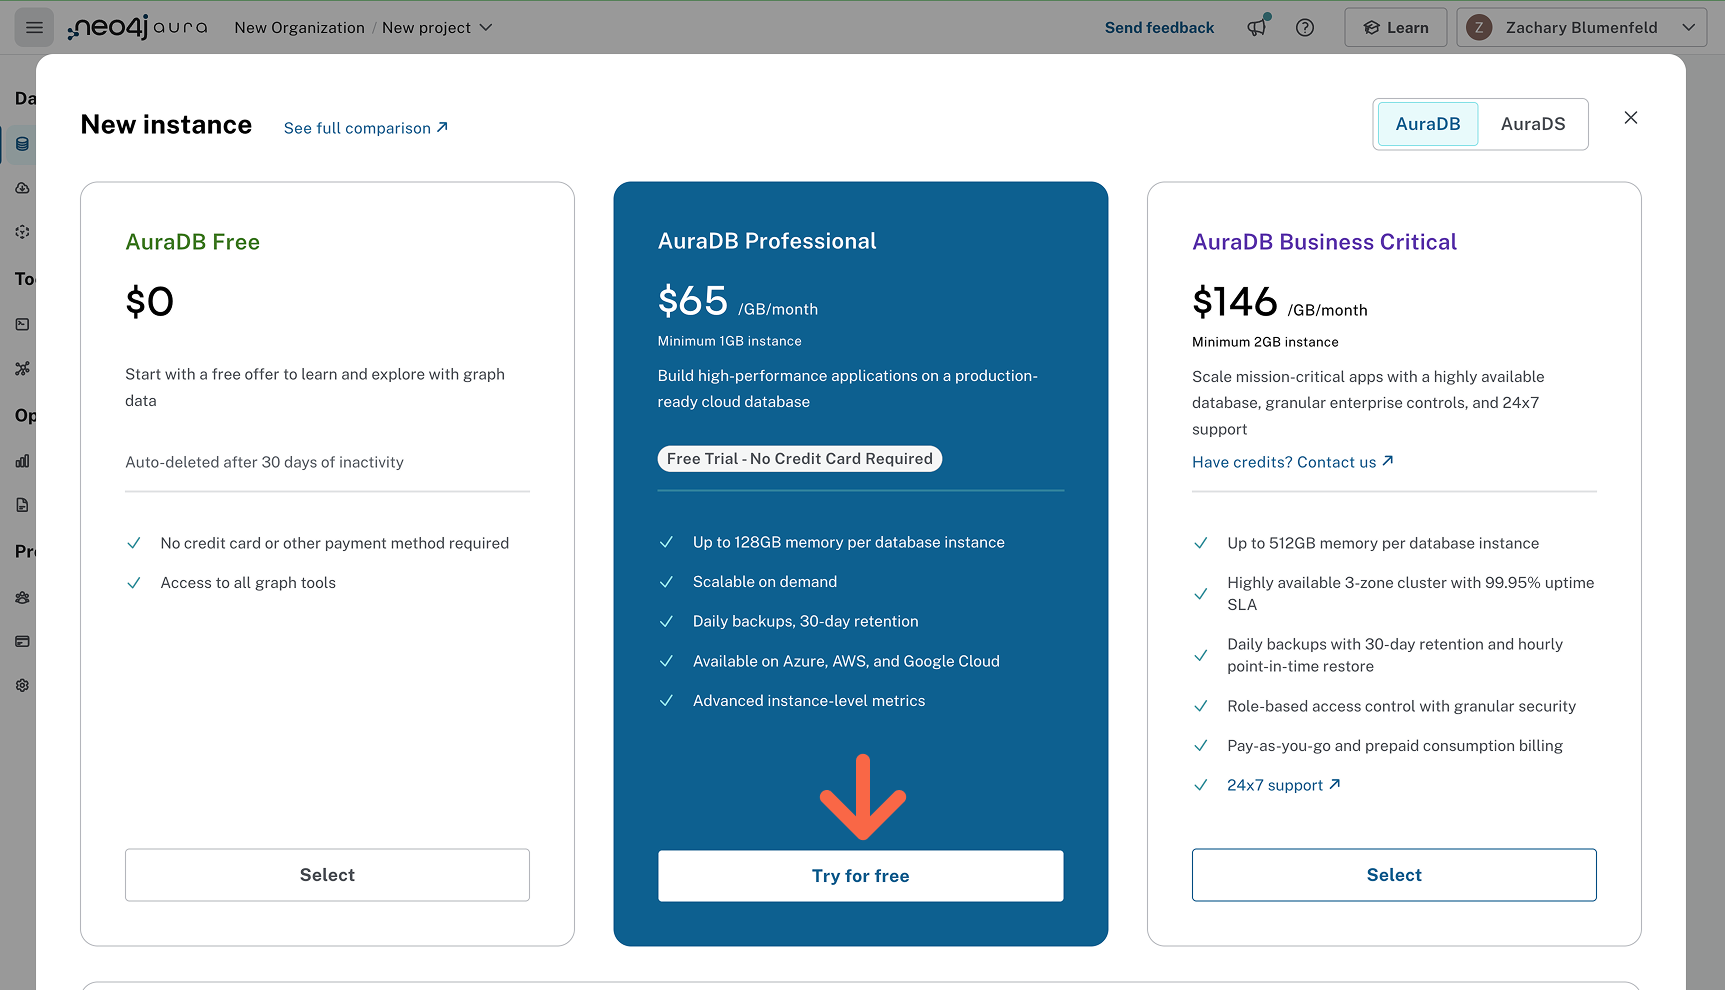 neo4j aura New Organization / New project Send feedback Learn Z Zachary Blumenfeld
Da
To
Op
Pr
New instance See full comparison AuraDB AuraDS
AuraDB Free
$0
Start with a free offer to learn and explore with graph
data
Auto-deleted after 30 days of inactivity
No credit card or other payment method required
Access to all graph tools
Select
AuraDB Professional
$65 /GB/month
Minimum 1GB instance
Build high-performance applications on a production-
ready cloud database
Free Trial - No Credit Card Required
Up to 128GB memory per database instance
Scalable on demand
Daily backups, 30-day retention
Available on Azure, AWS, and Google Cloud
Advanced instance-level metrics
Try for free
AuraDB Business Critical
$146 /GB/month
Minimum 2GB instance
Scale mission-critical apps with a highly available
database, granular enterprise controls, and 24x7
support
Have credits? Contact us
Up to 512GB memory per database instance
Highly available 3-zone cluster with 99.95% uptime
SLA
Daily backups with 30-day retention and hourly
point-in-time restore
Role-based access control with granular security
Pay-as-you-go and prepaid consumption billing
24x7 support
Select